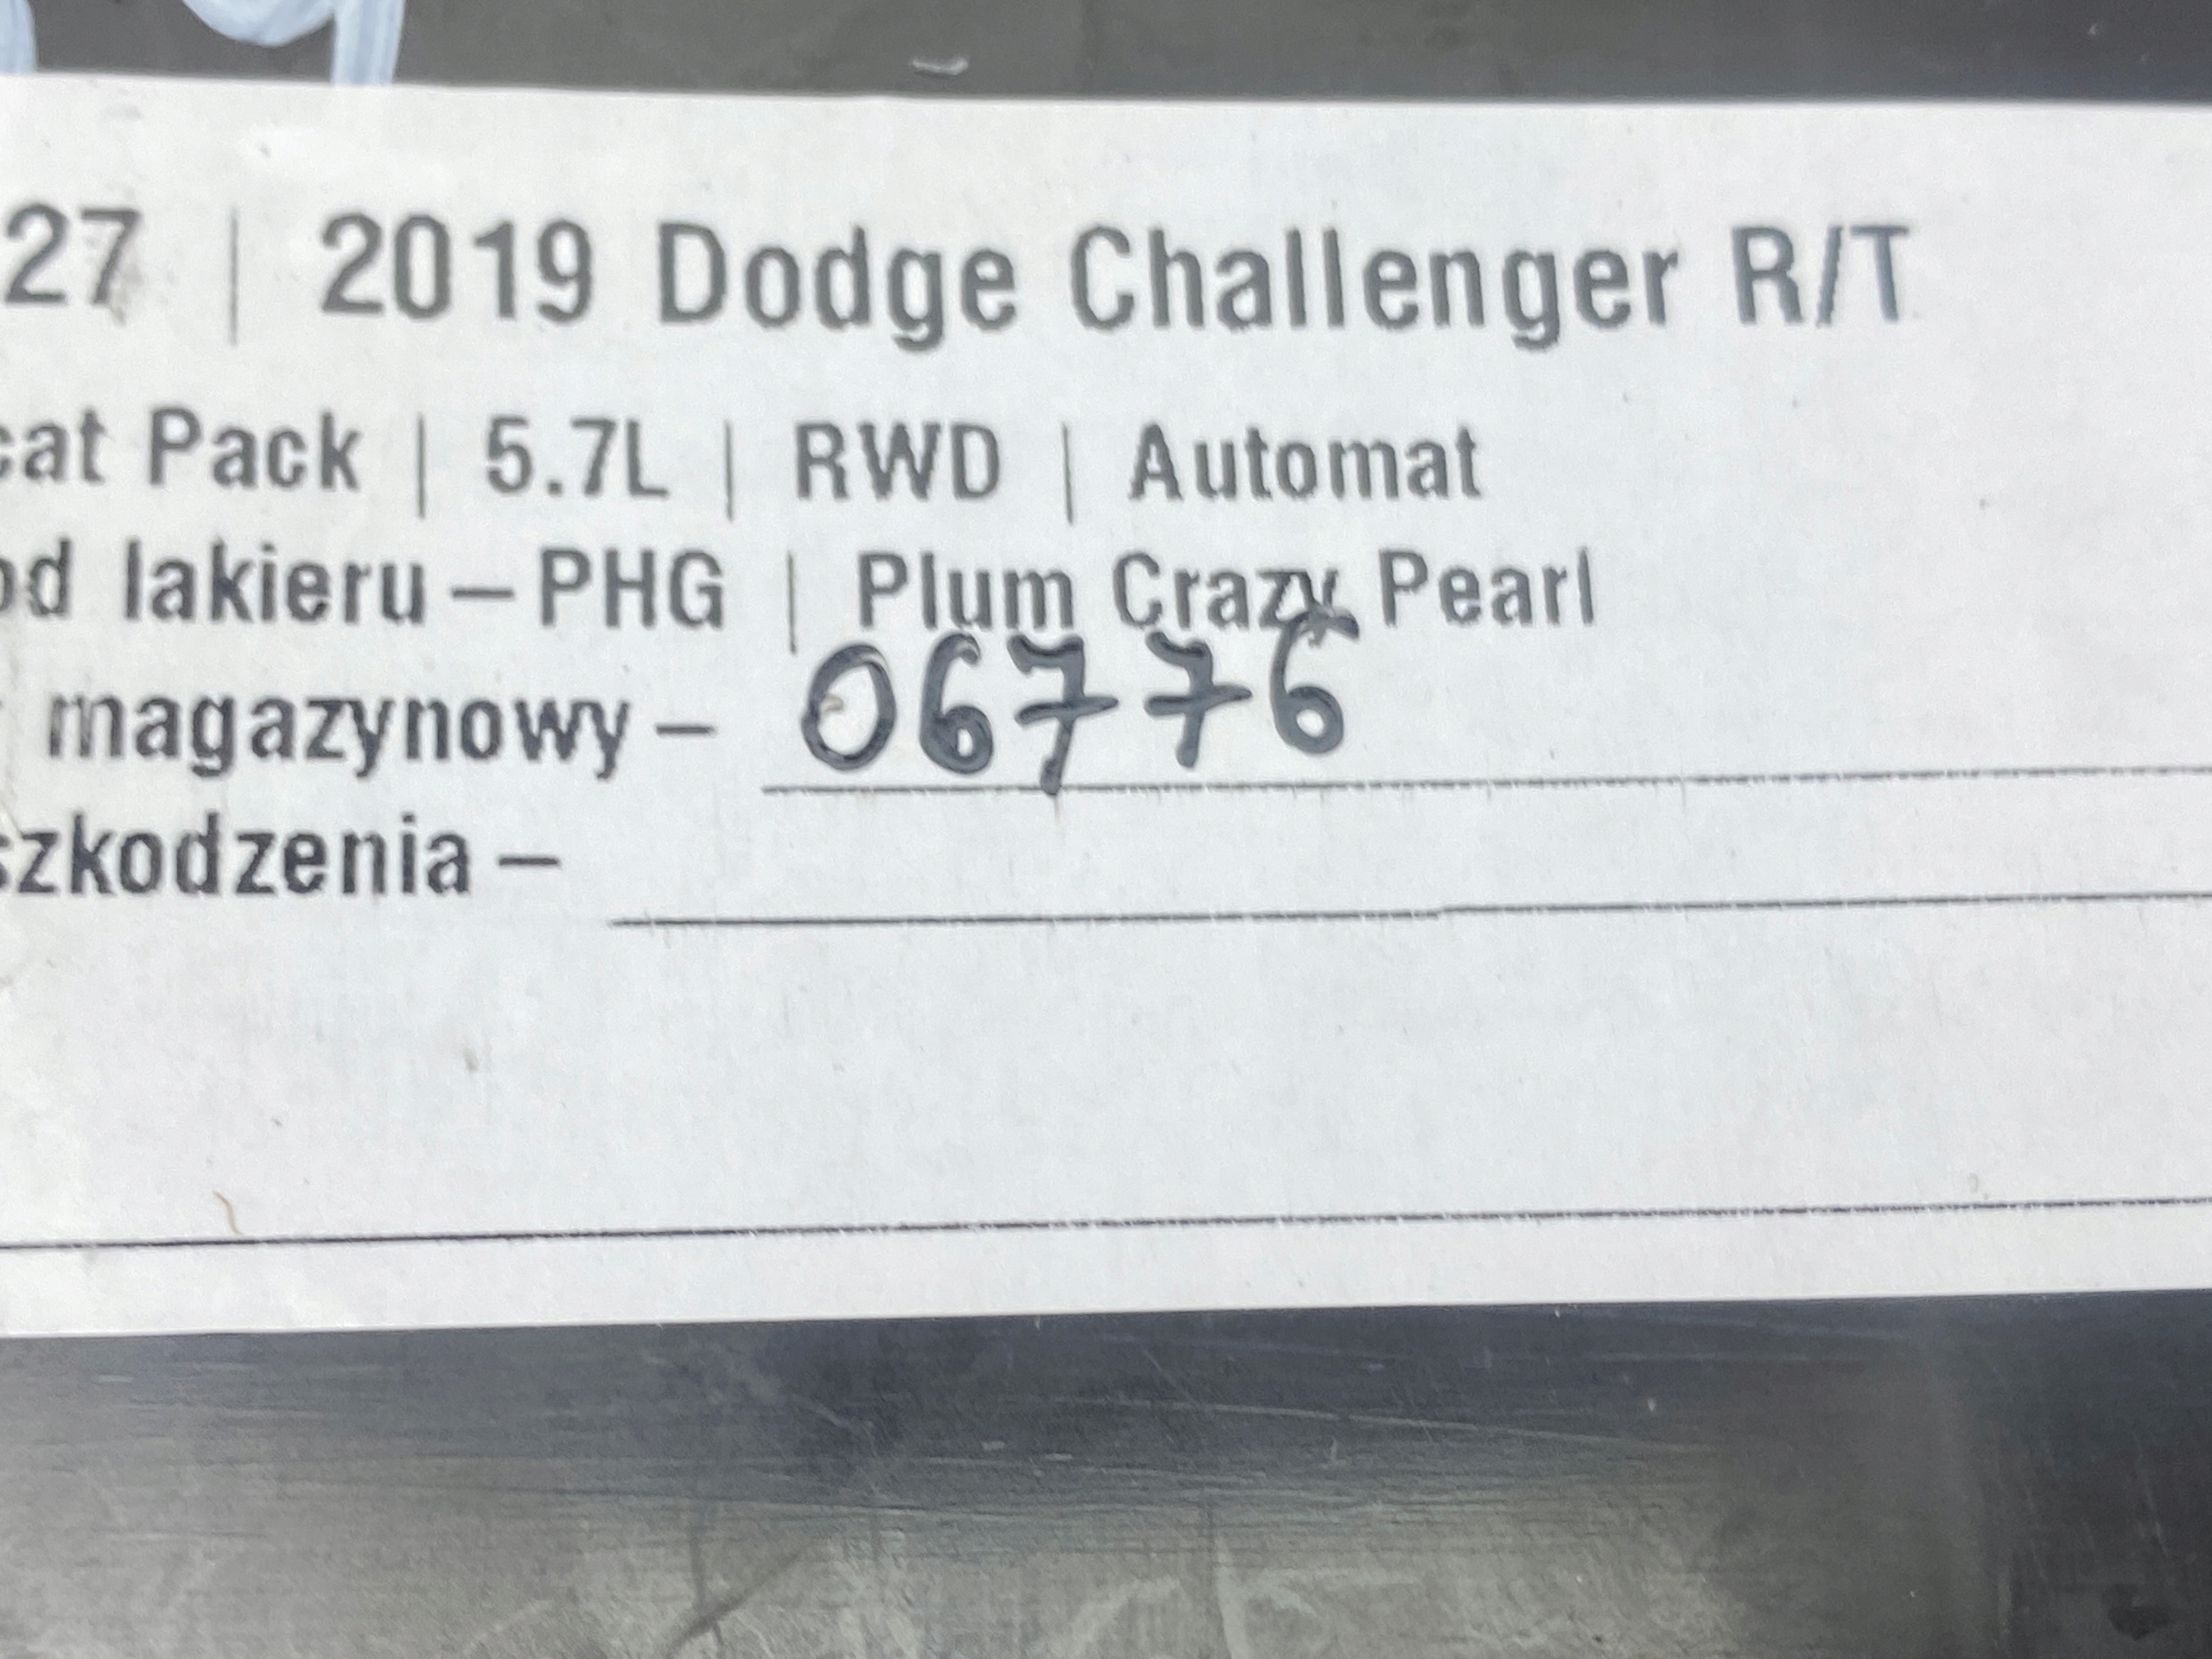 27 | 2019 Dodge Challenger R/T
cat Pack | 5.7L | RWD | Automat
od lakieru – PHG | Plum Crazy Pearl
magazynowy – 06776
szkodzenia –